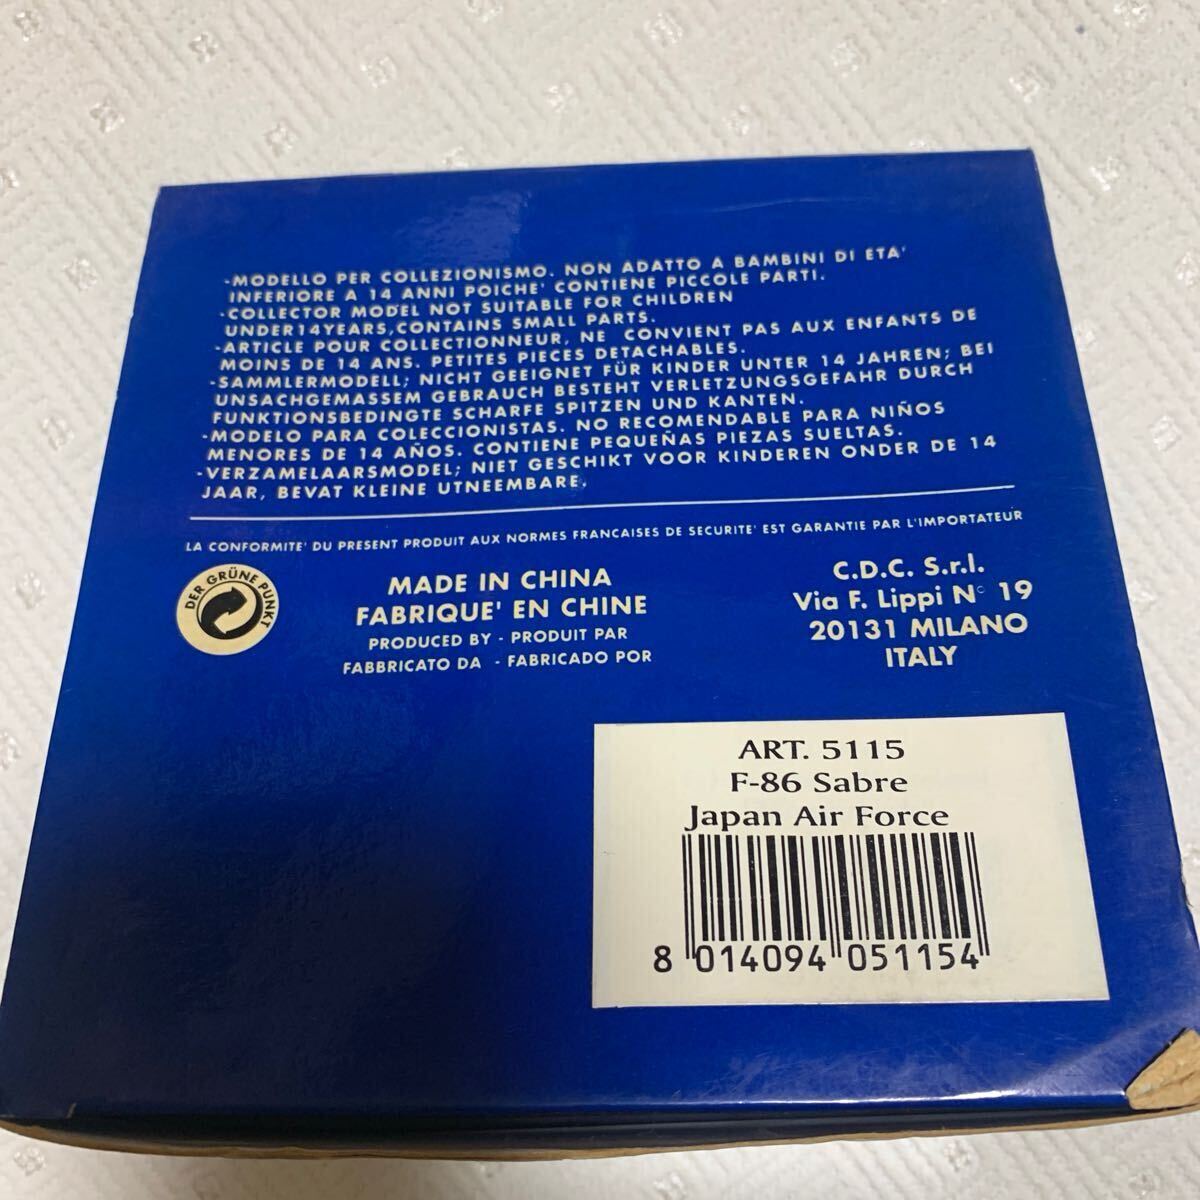 -MODELLO PER COLLEZIONISMO. NON ADATTO A BAMBINI DI ETA'
INFERIORE A 14 ANNI POICHE' CONTIENE PICCOLE PARTI.
-COLLECTOR MODEL NOT SUITABLE FOR CHILDREN
UNDER14YEARS,CONTAINS SMALL PARTS.
-ARTICLE POUR COLLECTIONNEUR, NE CONVIENT PAS AUX ENFANTS DE
MOINS DE 14 ANS. PETITES PIECES DETACHABLES.
-SAMMLERMODELL; NICHT GEEIGNET FÜR KINDER UNTER 14 JAHREN; BEI
UNSACHGEMASSEM GEBRAUCH BESTEHT VERLETZUNGSGEFAHR DURCH
FUNKTIONSBEDINGTE SCHARFE SPITZEN UND KANTEN.
-MODELO PARA COLECCIONISTAS. NO RECOMENDABLE PARA NIÑOS
MENORES DE 14 AÑOS. CONTIENE PEQUEÑAS PIEZAS SUELTAS.
-VERZAMELAARSMODEL; NIET GESCHIKT VOOR KINDEREN ONDER DE 14
JAAR, BEVAT KLEINE UTNEEMBARE.
LA CONFORMITE' DU PRESENT PRODUIT AUX NORMES FRANCAISES DE SECURITE' EST GARANTIE PAR L'IMPORTATEUR
DER GRÜNE PUNKT
MADE IN CHINA
FABRIQUE' EN CHINE
PRODUCED BY - PRODUIT PAR
FABBRICATO DA - FABRICADO POR
C.D.C. S.r.l.
Via F. Lippi N° 19
20131 MILANO
ITALY
ART. 5115
F-86 Sabre
Japan Air Force
8 014094 051154